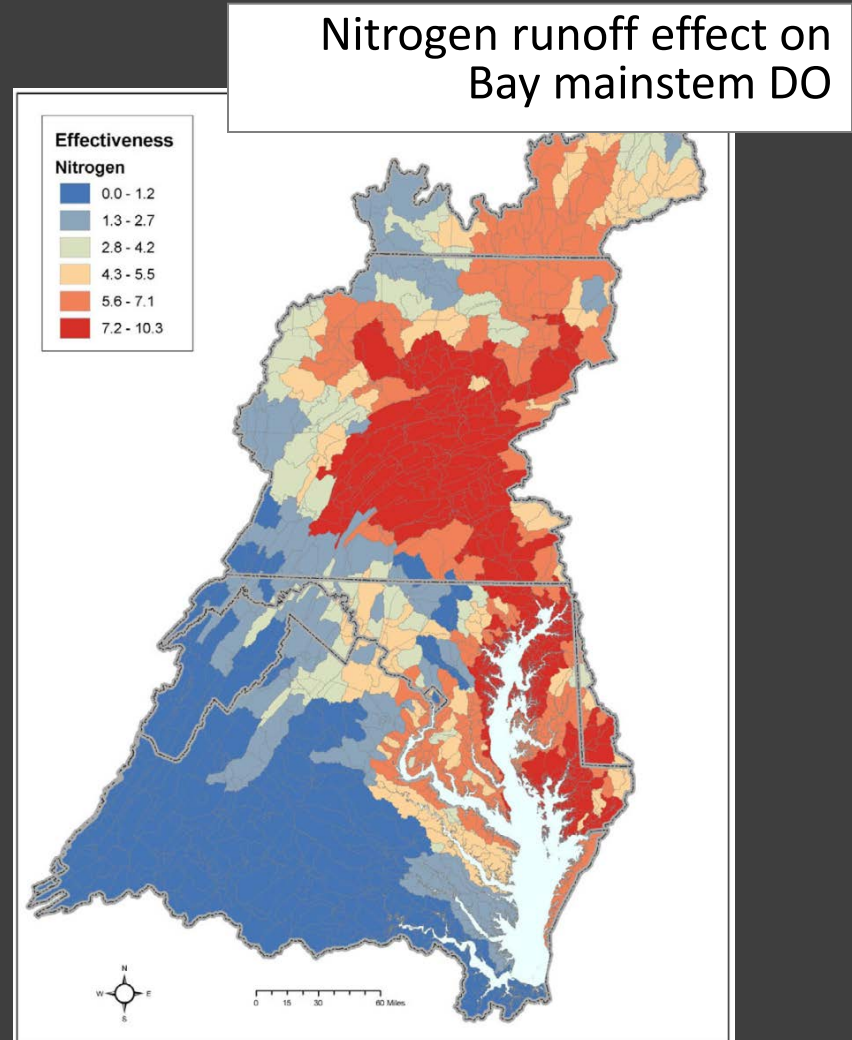 Nitrogen runoff effect on
Bay mainstem DO
Effectiveness
Nitrogen
0.0 - 1.2
1.3 - 2.7
2.8 - 4.2
4.3 - 5.5
5.6 - 7.1
7.2 - 10.3
N
W E
S
0 15 30 60 Miles